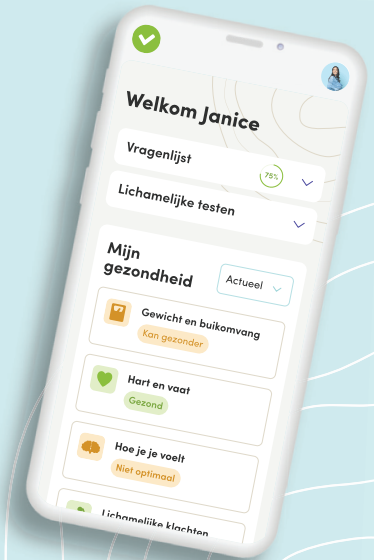 Welkom Janice
Vragenlijst
75%
Lichamelijke testen
Mijn
gezondheid
Actueel
Gewicht en buikomvang
Kan gezonder
Hart en vaat
Gezond
Hoe je je voelt
Niet optimaal
Lichamelijke klachten